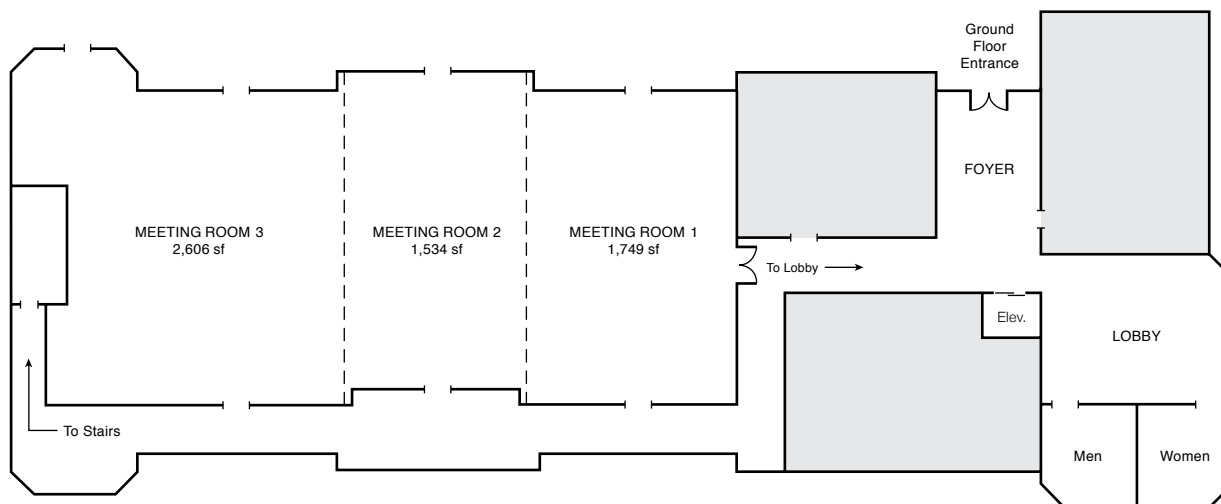 Ground
Floor
Entrance
FOYER
MEETING ROOM 3
2,606 sf
MEETING ROOM 2
1,534 sf
MEETING ROOM 1
1,749 sf
To Lobby
Elev.
LOBBY
To Stairs
Men
Women